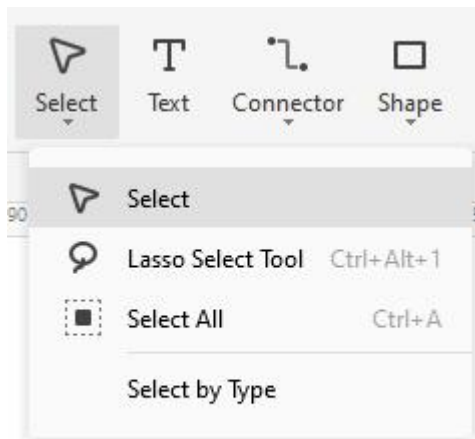 Select Text Connector Shape
90
Select
Lasso Select Tool Ctrl+Alt+1
Select All Ctrl+A
Select by Type